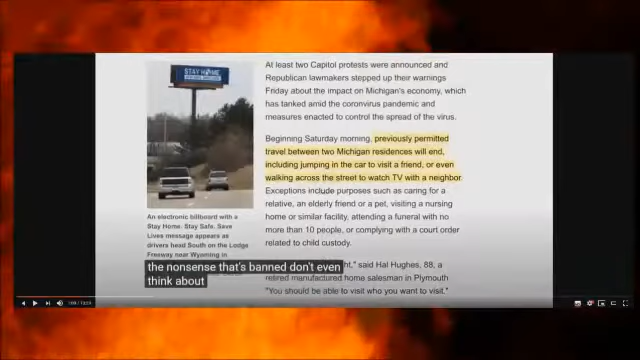 STAY HOME
At least two Capitol protests were announced and
Republican lawmakers stepped up their warnings
Friday about the impact on Michigan's economy, which
has tanked amid the coronvirus pandemic and
measures enacted to control the spread of the virus.
Beginning Saturday morning, previously permitted
travel between two Michigan residences will end,
including jumping in the car to visit a friend, or even
walking across the street to watch TV with a neighbor.
Exceptions include purposes such as caring for a
relative, an elderly friend or a pet, visiting a nursing
home or similar facility, attending a funeral with no
more than 10 people, or complying with a court order
related to child custody.
An electronic billboard with a
Stay Home. Stay Safe. Save
Lives message appears as
drivers head South on the Lodge
Freeway near Wyoming in
the nonsense that's banned don't even
think about
ht," said Hal Hughes, 88, a
retired manufactured home salesman in Plymouth
"You should be able to visit who you want to visit."